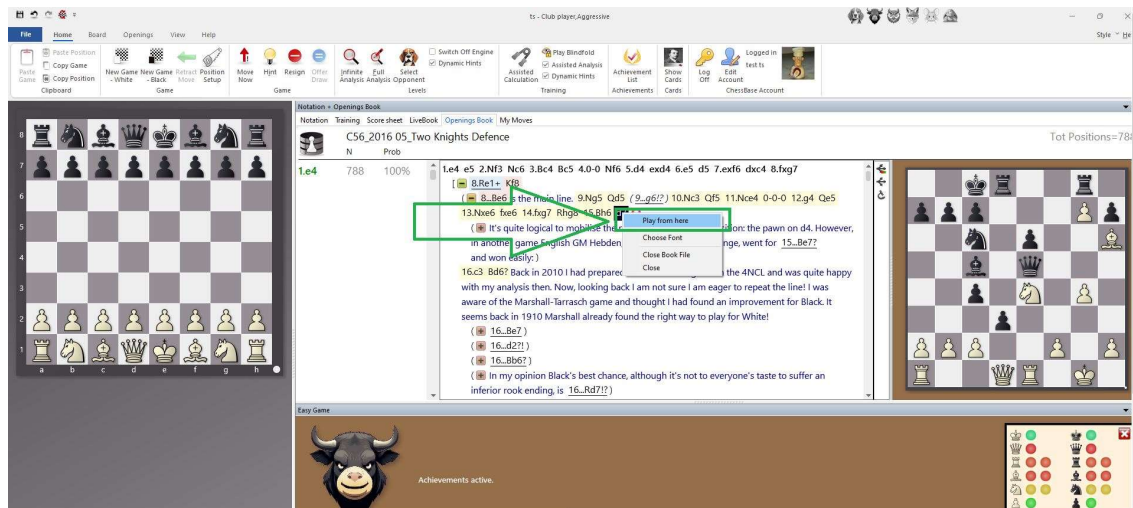 ts - Club player,Aggressive
File Home Board Openings View Help Style He
Paste Game
Paste Position
Copy Game
Copy Position
Clipboard
New Game - White
New Game - Black
Retract Move
Position Setup
Game
Move Now
Hint
Resign
Offer Draw
Game
Infinite Analysis
Full Analysis
Select Opponent
Switch Off Engine
Dynamic Hints
Levels
Assisted Calculation
Play Blindfold
Assisted Analysis
Dynamic Hints
Training
Achievement List
Achievements
Show Cards
Cards
Log Off
Edit Account
Logged in
test ts
ChessBase Account
Notation + Openings Book
Notation Training Score sheet LiveBook Openings Book My Moves
C56_2016 05_Two Knights Defence Tot Positions=788
N Prob
1.e4 788 100%
1.e4 e5 2.Nf3 Nc6 3.Bc4 Bc5 4.0-0 Nf6 5.d4 exd4 6.e5 d5 7.exf6 dxc4 8.fxg7
[ 8.Re1+ Kf8
( 8...Be6 is the main line. 9.Ng5 Qd5 ( 9...g6!? ) 10.Nc3 Qf5 11.Nce4 0-0-0 12.g4 Qe5
13.Nxe6 fxe6 14.fxg7 Rhg8 15.Bh6
( It's quite logical to mobilise the position: the pawn on d4. However,
in another game English GM Hebden, went for 15...Be7?
and won easily: )
16.c3 Bd6? Back in 2010 I had prepared the 4NCL and was quite happy
with my analysis then. Now, looking back I am not sure I am eager to repeat the line! I was
aware of the Marshall-Tarrasch game and thought I had found an improvement for Black. It
seems back in 1910 Marshall already found the right way to play for White!
( 16...Be7 )
( 16...d2?! )
( 16...Bb6? )
( In my opinion Black's best chance, although it's not to everyone's taste to suffer an
inferior rook ending, is 16...Rd7!? )
Play from here
Choose Font
Close Book File
Close
8
7
6
5
4
3
2
1
a b c d e f g h
Easy Game
Achievements active.